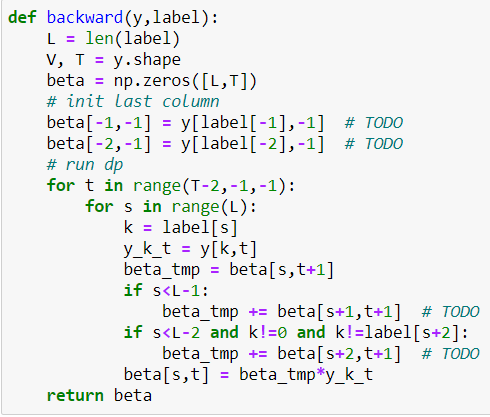 def backward(y,label):
    L = len(label)
    V, T = y.shape
    beta = np.zeros([L,T])
    # init last column
    beta[-1,-1] = y[label[-1],-1]  # TODO
    beta[-2,-1] = y[label[-2],-1]  # TODO
    # run dp
    for t in range(T-2,-1,-1):
        for s in range(L):
            k = label[s]
            y_k_t = y[k,t]
            beta_tmp = beta[s,t+1]
            if s<L-1:
                beta_tmp += beta[s+1,t+1]  # TODO
            if s<L-2 and k!=0 and k!=label[s+2]:
                beta_tmp += beta[s+2,t+1]  # TODO
            beta[s,t] = beta_tmp*y_k_t
    return beta